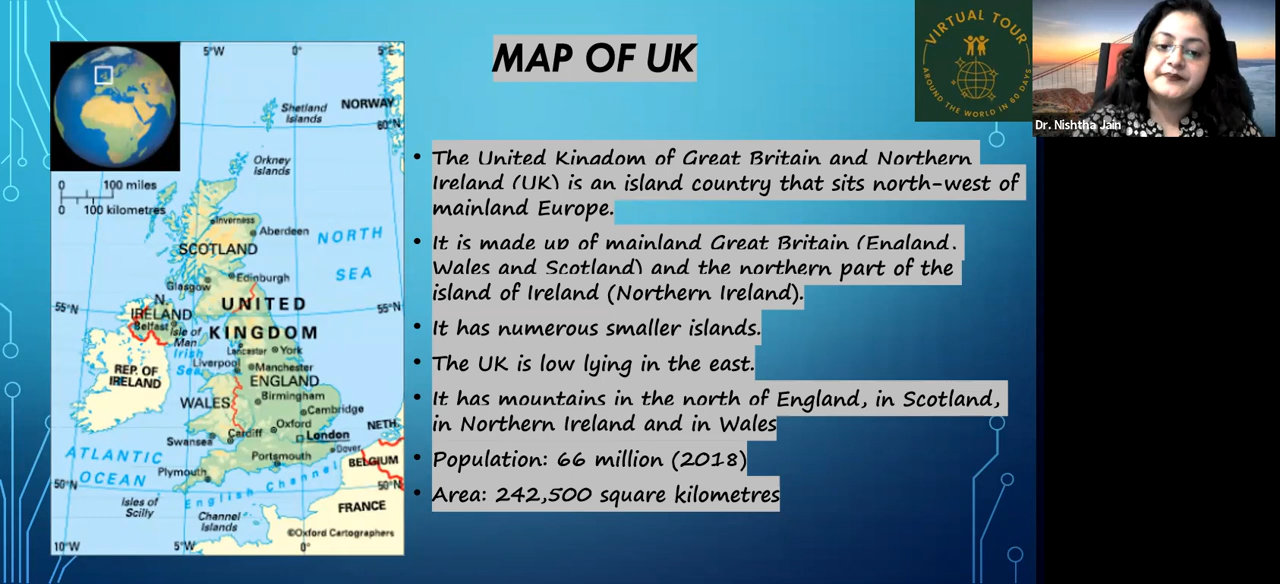 MAP OF UK
VIRTUAL TOUR
AROUND THE WORLD IN 60 DAYS
Dr. Nishtha Jain
• The United Kingdom of Great Britain and Northern
Ireland (UK) is an island country that sits north-west of
mainland Europe.
• It is made up of mainland Great Britain (England,
Wales and Scotland) and the northern part of the
island of Ireland (Northern Ireland).
• It has numerous smaller islands.
• The UK is low lying in the east.
• It has mountains in the north of England, in Scotland,
in Northern Ireland and in Wales
• Population: 66 million (2018)
• Area: 242,500 square kilometres
5°W
0°
5°E
Shetland
Islands
NORWAY
60°N
Orkney
Islands
0 100 miles
0 100 kilometres
Inverness
Aberdeen
SCOTLAND
NORTH
SEA
Edinburgh
Glasgow
55°N
55°N
N.
IRELAND
Belfast
UNITED
KINGDOM
Isle of
Man
Irish
Sea
Lancaster
York
Liverpool
Manchester
REP. OF
IRELAND
ENGLAND
WALES
Birmingham
Cambridge
Oxford
NETH.
Swansea
Cardiff
London
Dover
BELGIUM
ATLANTIC
OCEAN
Portsmouth
Plymouth
English Channel
50°N
50°N
Isles of
Scilly
Channel
Islands
FRANCE
©Oxford Cartographers
10°W
5°W
0°